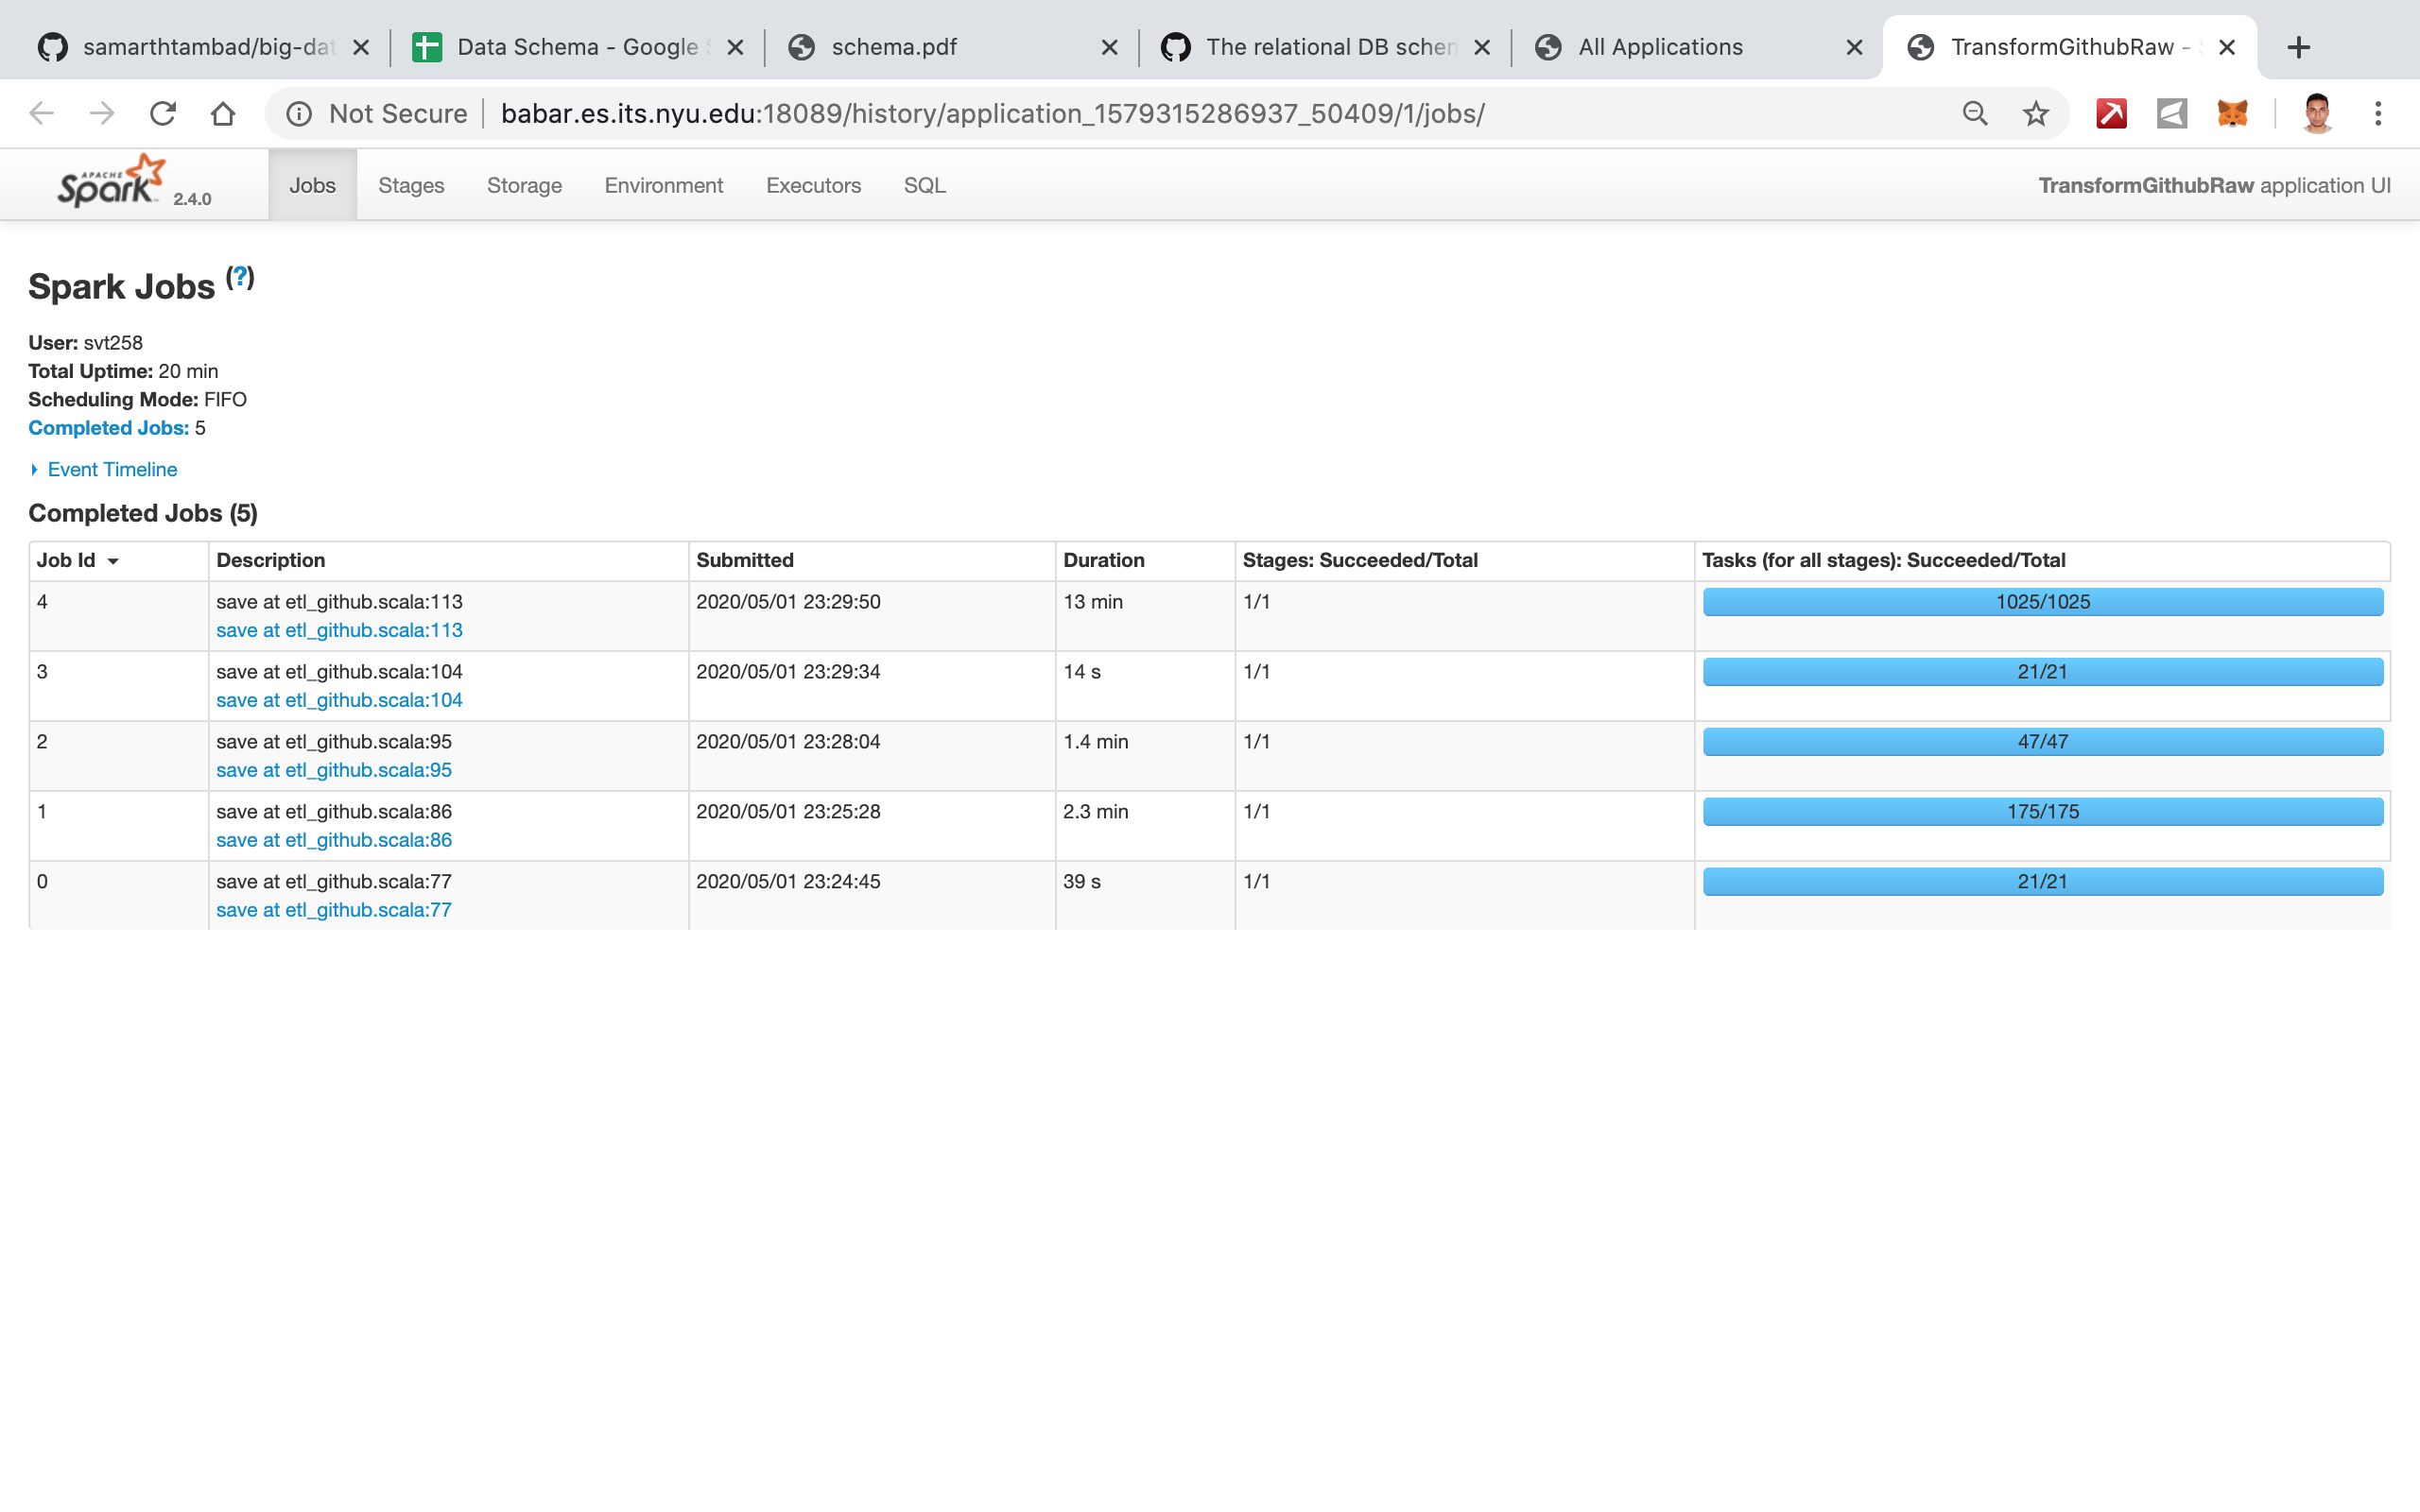 samarthtambad/big-dat
Data Schema - Google
schema.pdf
The relational DB schem
All Applications
TransformGithubRaw -
Not Secure
babar.es.its.nyu.edu:18089/history/application_1579315286937_50409/1/jobs/
APACHE
Spark 2.4.0
Jobs
Stages
Storage
Environment
Executors
SQL
TransformGithubRaw application UI
Spark Jobs (?)
User: svt258
Total Uptime: 20 min
Scheduling Mode: FIFO
Completed Jobs: 5
Event Timeline
Completed Jobs (5)
Job Id Description Submitted Duration Stages: Succeeded/Total Tasks (for all stages): Succeeded/Total
4 save at etl_github.scala:113 2020/05/01 23:29:50 13 min 1/1 1025/1025
save at etl_github.scala:113
3 save at etl_github.scala:104 2020/05/01 23:29:34 14 s 1/1 21/21
save at etl_github.scala:104
2 save at etl_github.scala:95 2020/05/01 23:28:04 1.4 min 1/1 47/47
save at etl_github.scala:95
1 save at etl_github.scala:86 2020/05/01 23:25:28 2.3 min 1/1 175/175
save at etl_github.scala:86
0 save at etl_github.scala:77 2020/05/01 23:24:45 39 s 1/1 21/21
save at etl_github.scala:77